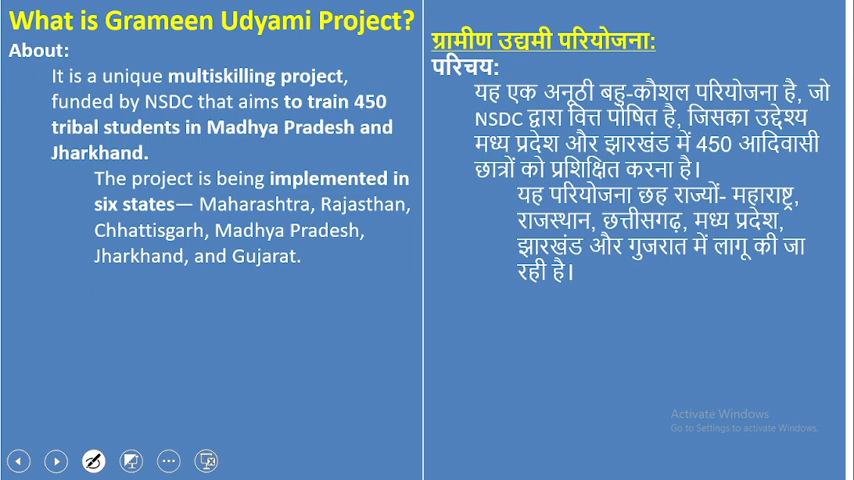 What is Grameen Udyami Project?
About:
It is a unique multiskilling project,
funded by NSDC that aims to train 450
tribal students in Madhya Pradesh and
Jharkhand.
The project is being implemented in
six states— Maharashtra, Rajasthan,
Chhattisgarh, Madhya Pradesh,
Jharkhand, and Gujarat.
ग्रामीण उद्यमी परियोजना:
परिचय:
यह एक अनूठी बहु-कौशल परियोजना है, जो
NSDC द्वारा वित्त पोषित है, जिसका उद्देश्य
मध्य प्रदेश और झारखंड में 450 आदिवासी
छात्रों को प्रशिक्षित करना है।
यह परियोजना छह राज्यों- महाराष्ट्र,
राजस्थान, छत्तीसगढ़, मध्य प्रदेश,
झारखंड और गुजरात में लागू की जा
रही है।
Activate Windows
Go to Settings to activate Windows.